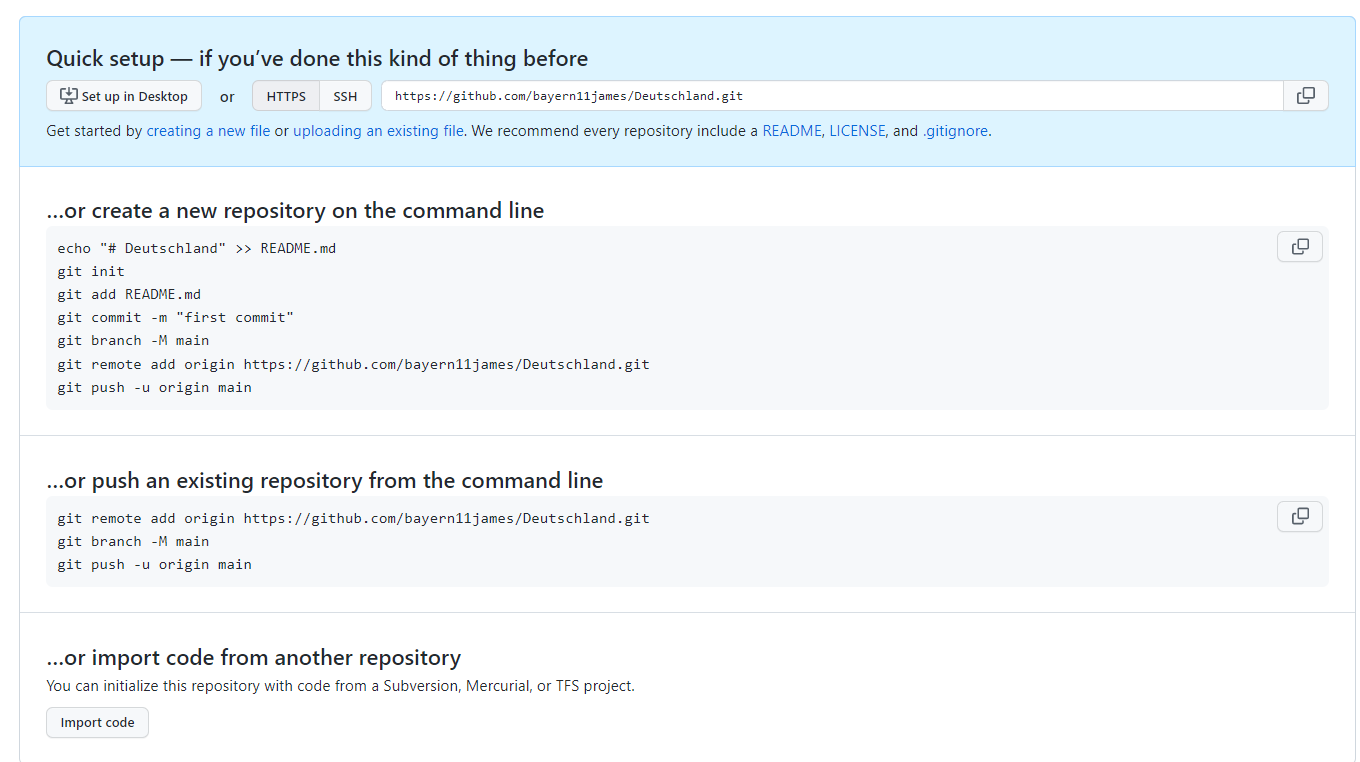 Quick setup — if you’ve done this kind of thing before
Set up in Desktop or HTTPS SSH https://github.com/bayern11james/Deutschland.git
Get started by creating a new file or uploading an existing file. We recommend every repository include a README, LICENSE, and .gitignore.
…or create a new repository on the command line
echo "# Deutschland" >> README.md
git init
git add README.md
git commit -m "first commit"
git branch -M main
git remote add origin https://github.com/bayern11james/Deutschland.git
git push -u origin main
…or push an existing repository from the command line
git remote add origin https://github.com/bayern11james/Deutschland.git
git branch -M main
git push -u origin main
…or import code from another repository
You can initialize this repository with code from a Subversion, Mercurial, or TFS project.
Import code